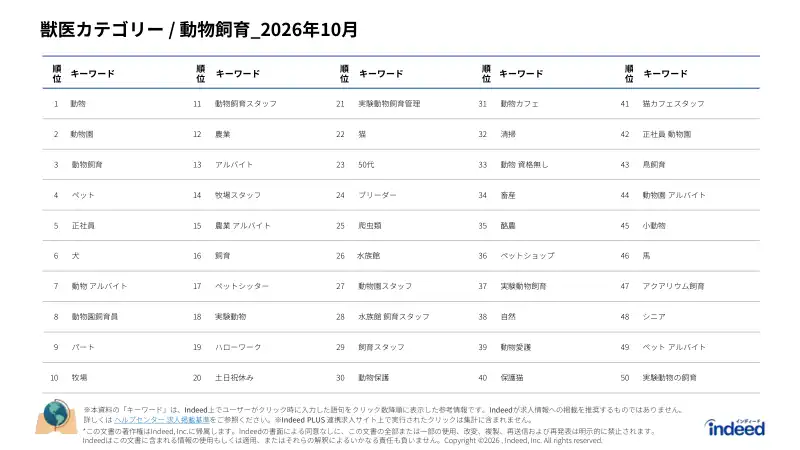 獣医カテゴリー / 動物飼育_2026年10月
順位 キーワード 順位 キーワード 順位 キーワード 順位 キーワード 順位 キーワード
1 動物 11 動物飼育スタッフ 21 実験動物飼育管理 31 動物カフェ 41 猫カフェスタッフ
2 動物園 12 農業 22 猫 32 清掃 42 正社員 動物園
3 動物飼育 13 アルバイト 23 50代 33 動物 資格無し 43 鳥飼育
4 ペット 14 牧場スタッフ 24 ブリーダー 34 畜産 44 動物園 アルバイト
5 正社員 15 農業 アルバイト 25 爬虫類 35 酪農 45 小動物
6 犬 16 飼育 26 水族館 36 ペットショップ 46 馬
7 動物 アルバイト 17 ペットシッター 27 動物園スタッフ 37 実験動物飼育 47 アクアリウム飼育
8 動物園飼育員 18 実験動物 28 水族館 飼育スタッフ 38 自然 48 シニア
9 パート 19 ハローワーク 29 飼育スタッフ 39 動物愛護 49 ペット アルバイト
10 牧場 20 土日祝休み 30 動物保護 40 保護猫 50 実験動物の飼育
※本資料の「キーワード」は、Indeed上でユーザーがクリック時に入力した語句をクリック数降順に表示した参考情報です。Indeedが求人情報への掲載を推奨するものではありません。
詳しくは ヘルプセンター 求人掲載基準をご参照ください。※Indeed PLUS 連携求人サイト上で実行されたクリックは集計に含まれません。
*この文書の著作権はIndeed, Inc.に帰属します。Indeedの書面による同意なしに、この文書の全部または一部の使用、改変、複製、再送信および再発表は明示的に禁止されます。
Indeedはこの文書に含まれる情報の使用もしくは適用、またはそれらの解釈によるいかなる責任も負いません。Copyright ©2026 , Indeed, Inc. All rights reserved.
インディード
indeed